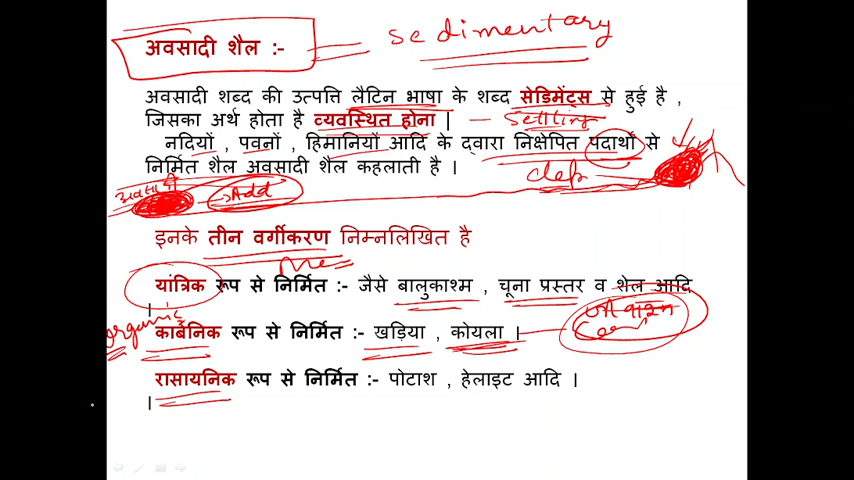 अवसादी शैल :- sedimentary
अवसादी शब्द की उत्पत्ति लैटिन भाषा के शब्द सेडिमेंट्स से हुई है ,
जिसका अर्थ होता है व्यवस्थित होना | - Settling
नदियों , पवनों , हिमानियों आदि के द्वारा निक्षेपित पदार्थो से
निर्मित शैल अवसादी शैल कहलाती है |
Add
इनके तीन वर्गीकरण निम्नलिखित है
यांत्रिक रूप से निर्मित :- जैसे बालुकाश्म , चूना प्रस्तर व शेल आदि
|
organic
कार्बनिक रूप से निर्मित :- खड़िया , कोयला |
रासायनिक रूप से निर्मित :- पोटाश , हेलाइट आदि |
|